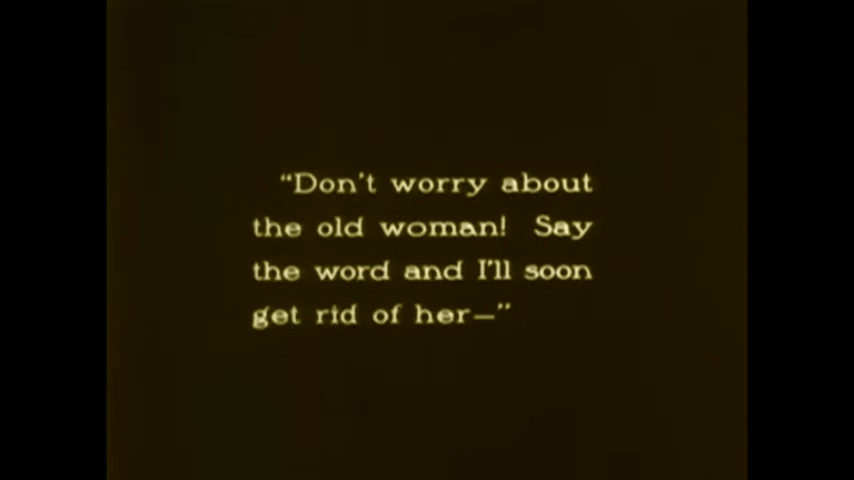 "Don't worry about
the old woman! Say
the word and I'll soon
get rid of her—"